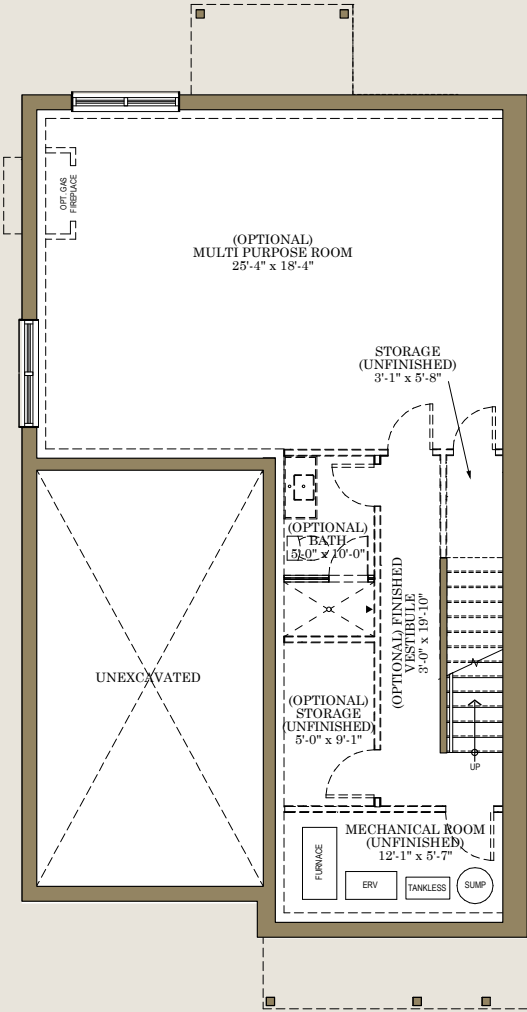 OPT. GAS
FIREPLACE
(OPTIONAL)
MULTI PURPOSE ROOM
25'-4" x 18'-4"
STORAGE
(UNFINISHED)
3'-1" x 5'-8"
(OPTIONAL)
BATH
5'-0" x 10'-0"
(OPTIONAL) FINISHED
VESTIBULE
3'-0" x 19'-10"
UNEXCAVATED
(OPTIONAL)
STORAGE
(UNFINISHED)
5'-0" x 9'-1"
UP
MECHANICAL ROOM
(UNFINISHED)
12'-1" x 5'-7"
FURNACE
ERV
TANKLESS
SUMP